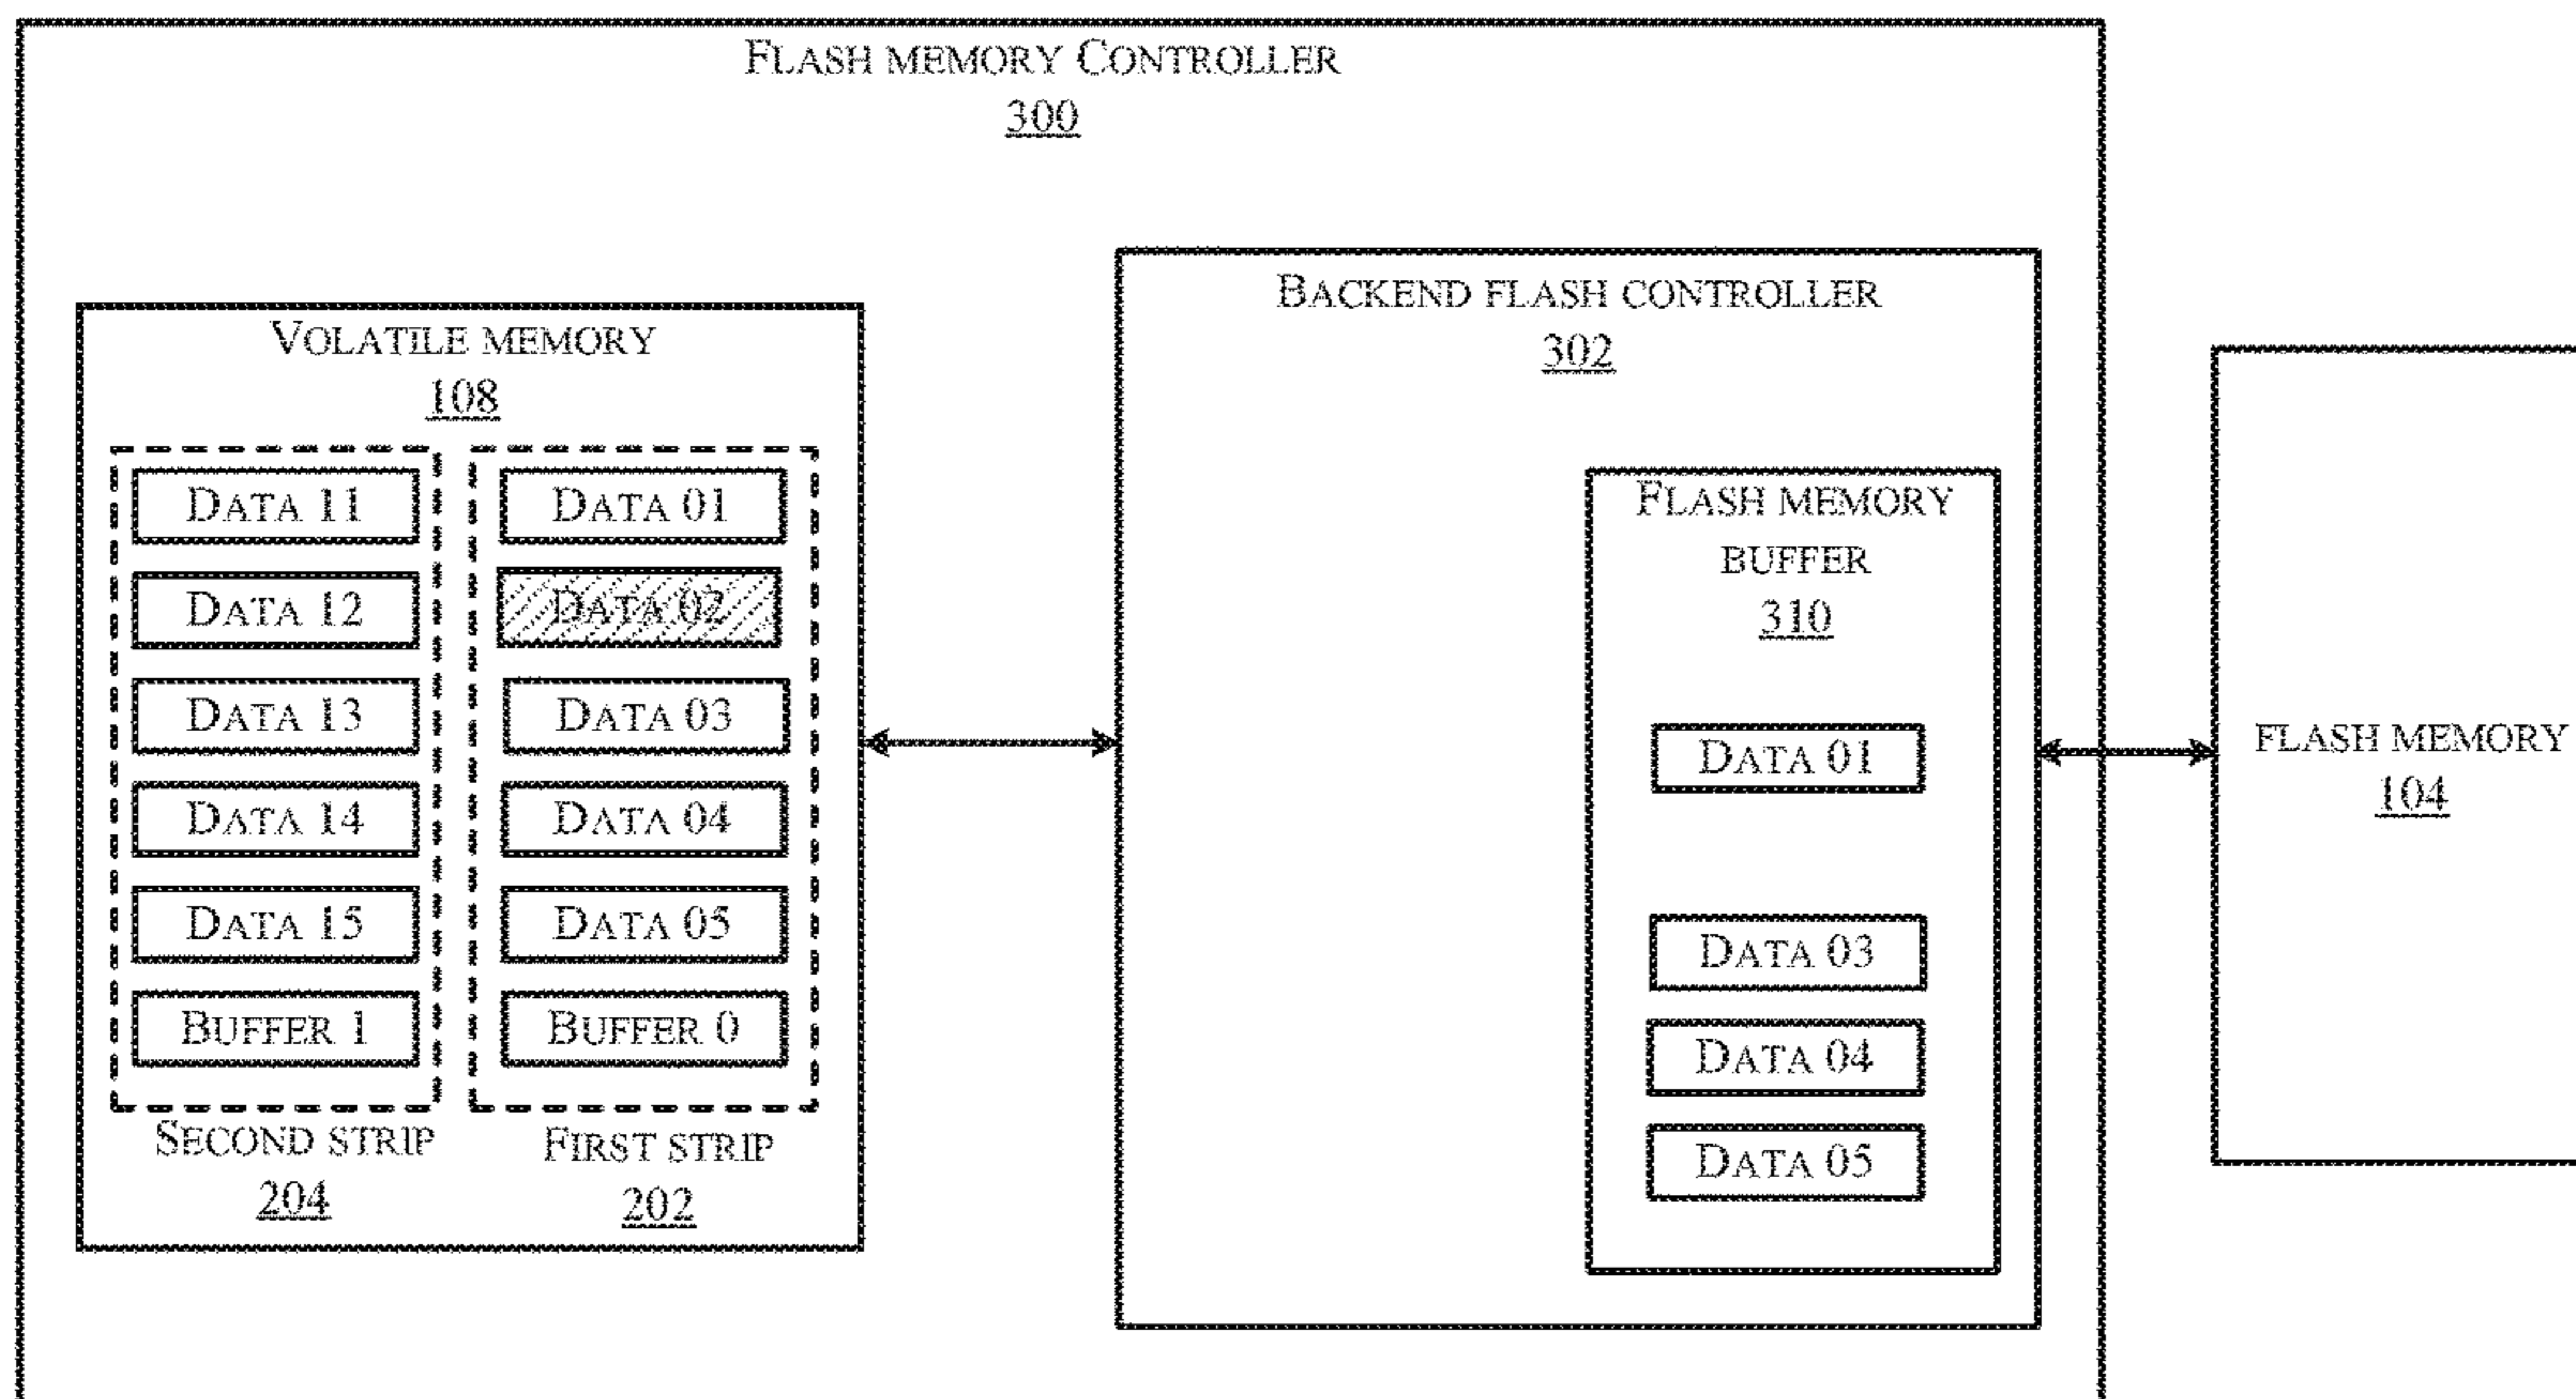 FLASH MEMORY CONTROLLER
300
VOLATILE MEMORY
108
DATA 11
DATA 12
DATA 13
DATA 14
DATA 15
BUFFER 1
SECOND STRIP
204
DATA 01
DATA 02
DATA 03
DATA 04
DATA 05
BUFFER 0
FIRST STRIP
202
BACKEND FLASH CONTROLLER
302
FLASH MEMORY
BUFFER
310
DATA 01
DATA 03
DATA 04
DATA 05
FLASH MEMORY
104